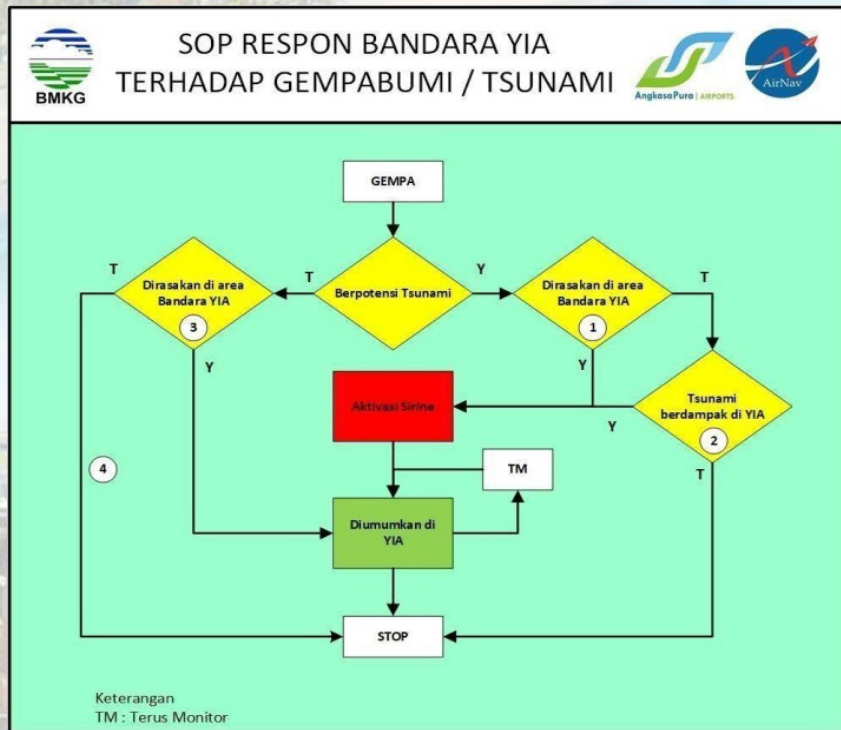 BMKG
SOP RESPON BANDARA YIA
TERHADAP GEMPABUMI / TSUNAMI
AngkasaPura | AIRPORTS
AirNav
GEMPA
T
Dirasakan di area
Bandara YIA
3
T
Berpotensi Tsunami
Y
Dirasakan di area
Bandara YIA
1
T
Y
Y
Aktivasi Sirine
Tsunami
berdampak di YIA
2
Y
T
4
TM
Diumumkan di
YIA
STOP
Keterangan
TM : Terus Monitor